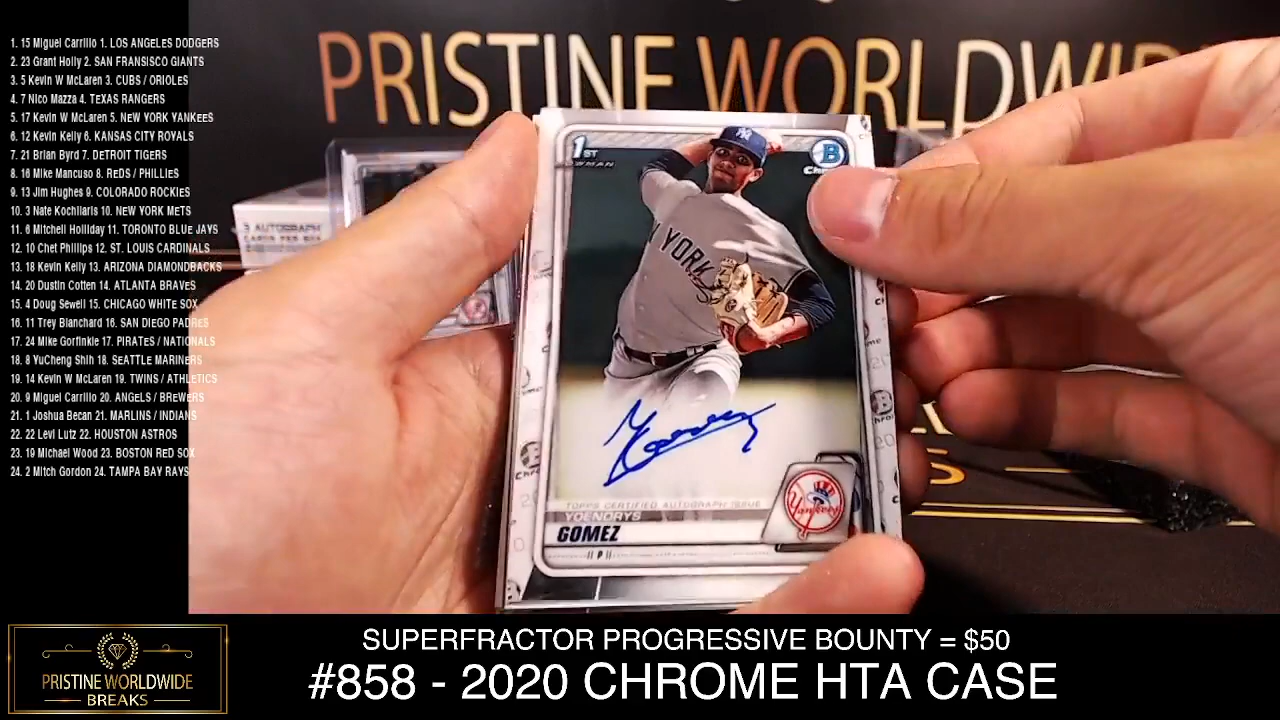 1. 15 Miguel Carrillo 1. LOS ANGELES DODGERS
2. 23 Grant Holly 2. SAN FRANSISCO GIANTS
3. 5 Kevin W McLaren 3. CUBS / ORIOLES
4. 7 Nico Mazza 4. TEXAS RANGERS
5. 17 Kevin W McLaren 5. NEW YORK YANKEES
6. 12 Kevin Kelly 6. KANSAS CITY ROYALS
7. 21 Brian Byrd 7. DETROIT TIGERS
8. 16 Mike Mancuso 8. REDS / PHILLIES
9. 13 Jim Hughes 9. COLORADO ROCKIES
10. 3 Nate Kochilaris 10. NEW YORK METS
11. 6 Mitchell Holliday 11. TORONTO BLUE JAYS
12. 10 Chet Phillips 12. ST. LOUIS CARDINALS
13. 18 Kevin Kelly 13. ARIZONA DIAMONDBACKS
14. 20 Dustin Cotten 14. ATLANTA BRAVES
15. 4 Doug Sewell 15. CHICAGO WHITE SOX
16. 11 Trey Blanchard 16. SAN DIEGO PADRES
17. 24 Mike Gorfinkle 17. PIRATES / NATIONALS
18. 8 YuCheng Shih 18. SEATTLE MARINERS
19. 14 Kevin W McLaren 19. TWINS / ATHLETICS
20. 9 Miguel Carrillo 20. ANGELS / BREWERS
21. 1 Joshua Becan 21. MARLINS / INDIANS
22. 22 Levi Lutz 22. HOUSTON ASTROS
23. 19 Michael Wood 23. BOSTON RED SOX
24. 2 Mitch Gordon 24. TAMPA BAY RAYS
PRISTINE WORLDWI
3 AUTOGRAPH
CARDS PER BOX
1ST
BOWMAN
B
Chr
YORK
TOPPS CERTIFIED AUTOGRAPH ISSUE
YOENDRYS
GOMEZ
P
Yankees
SUPERFRACTOR PROGRESSIVE BOUNTY = $50
#858 - 2020 CHROME HTA CASE
PRISTINE WORLDWIDE
BREAKS